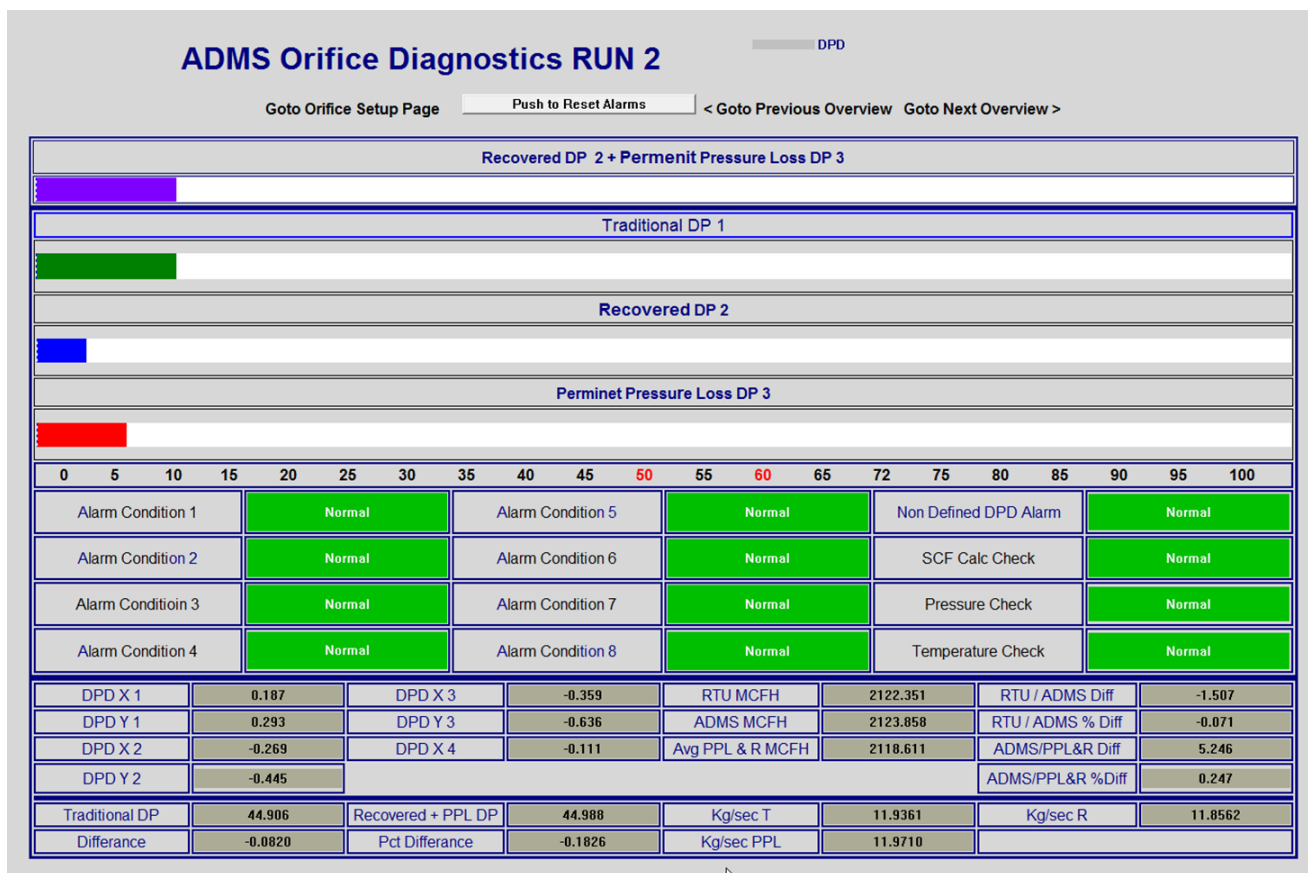 DPD
ADMS Orifice Diagnostics RUN 2
Goto Orifice Setup Page Push to Reset Alarms < Goto Previous Overview Goto Next Overview >
Recovered DP 2 + Permenit Pressure Loss DP 3
Traditional DP 1
Recovered DP 2
Perminet Pressure Loss DP 3
0 5 10 15 20 25 30 35 40 45 50 55 60 65 72 75 80 85 90 95 100
Alarm Condition 1 Normal Alarm Condition 5 Normal Non Defined DPD Alarm Normal
Alarm Condition 2 Normal Alarm Condition 6 Normal SCF Calc Check Normal
Alarm Conditioin 3 Normal Alarm Condition 7 Normal Pressure Check Normal
Alarm Condition 4 Normal Alarm Condition 8 Normal Temperature Check Normal
DPD X 1 0.187 DPD X 3 -0.359 RTU MCFH 2122.351 RTU / ADMS Diff -1.507
DPD Y 1 0.293 DPD Y 3 -0.636 ADMS MCFH 2123.858 RTU / ADMS % Diff -0.071
DPD X 2 -0.269 DPD X 4 -0.111 Avg PPL & R MCFH 2118.611 ADMS/PPL&R Diff 5.246
DPD Y 2 -0.445 ADMS/PPL&R %Diff 0.247
Traditional DP 44.906 Recovered + PPL DP 44.988 Kg/sec T 11.9361 Kg/sec R 11.8562
Differance -0.0820 Pct Differance -0.1826 Kg/sec PPL 11.9710